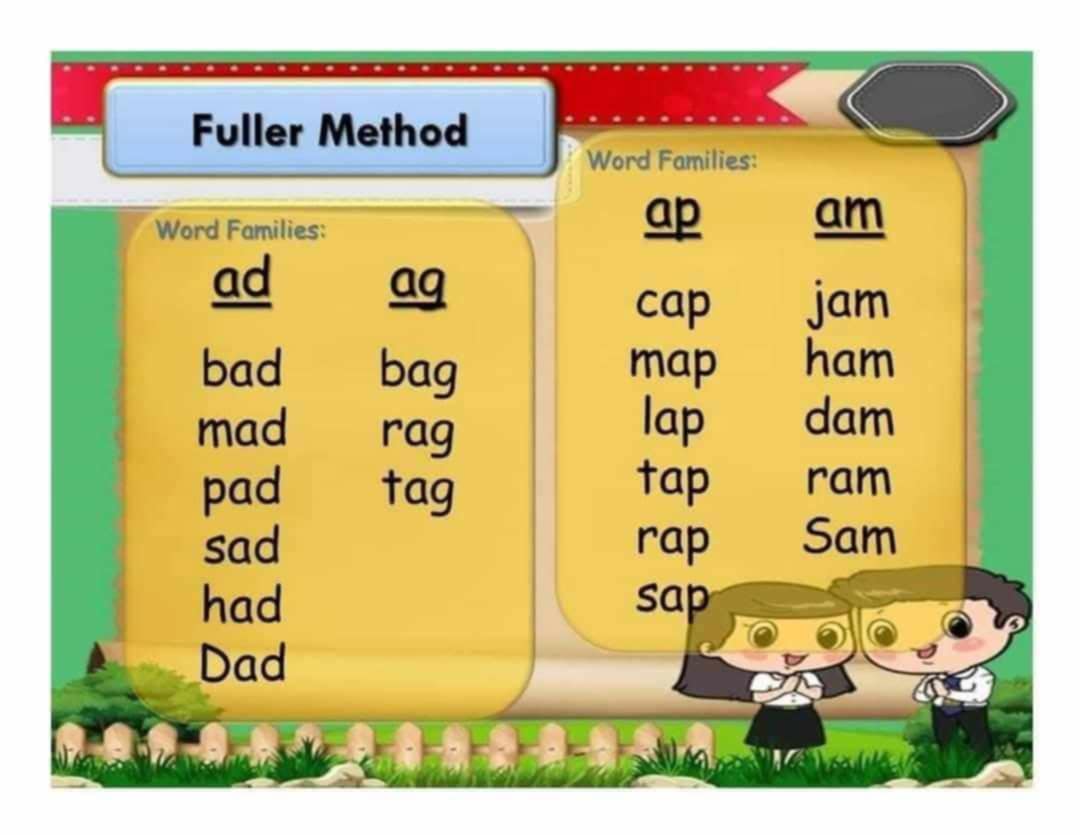 Fuller Method
Word Families:
ad ag
bad bag
mad rag
pad tag
sad
had
Dad
Word Families:
ap am
cap jam
map ham
lap dam
tap ram
rap Sam
sap